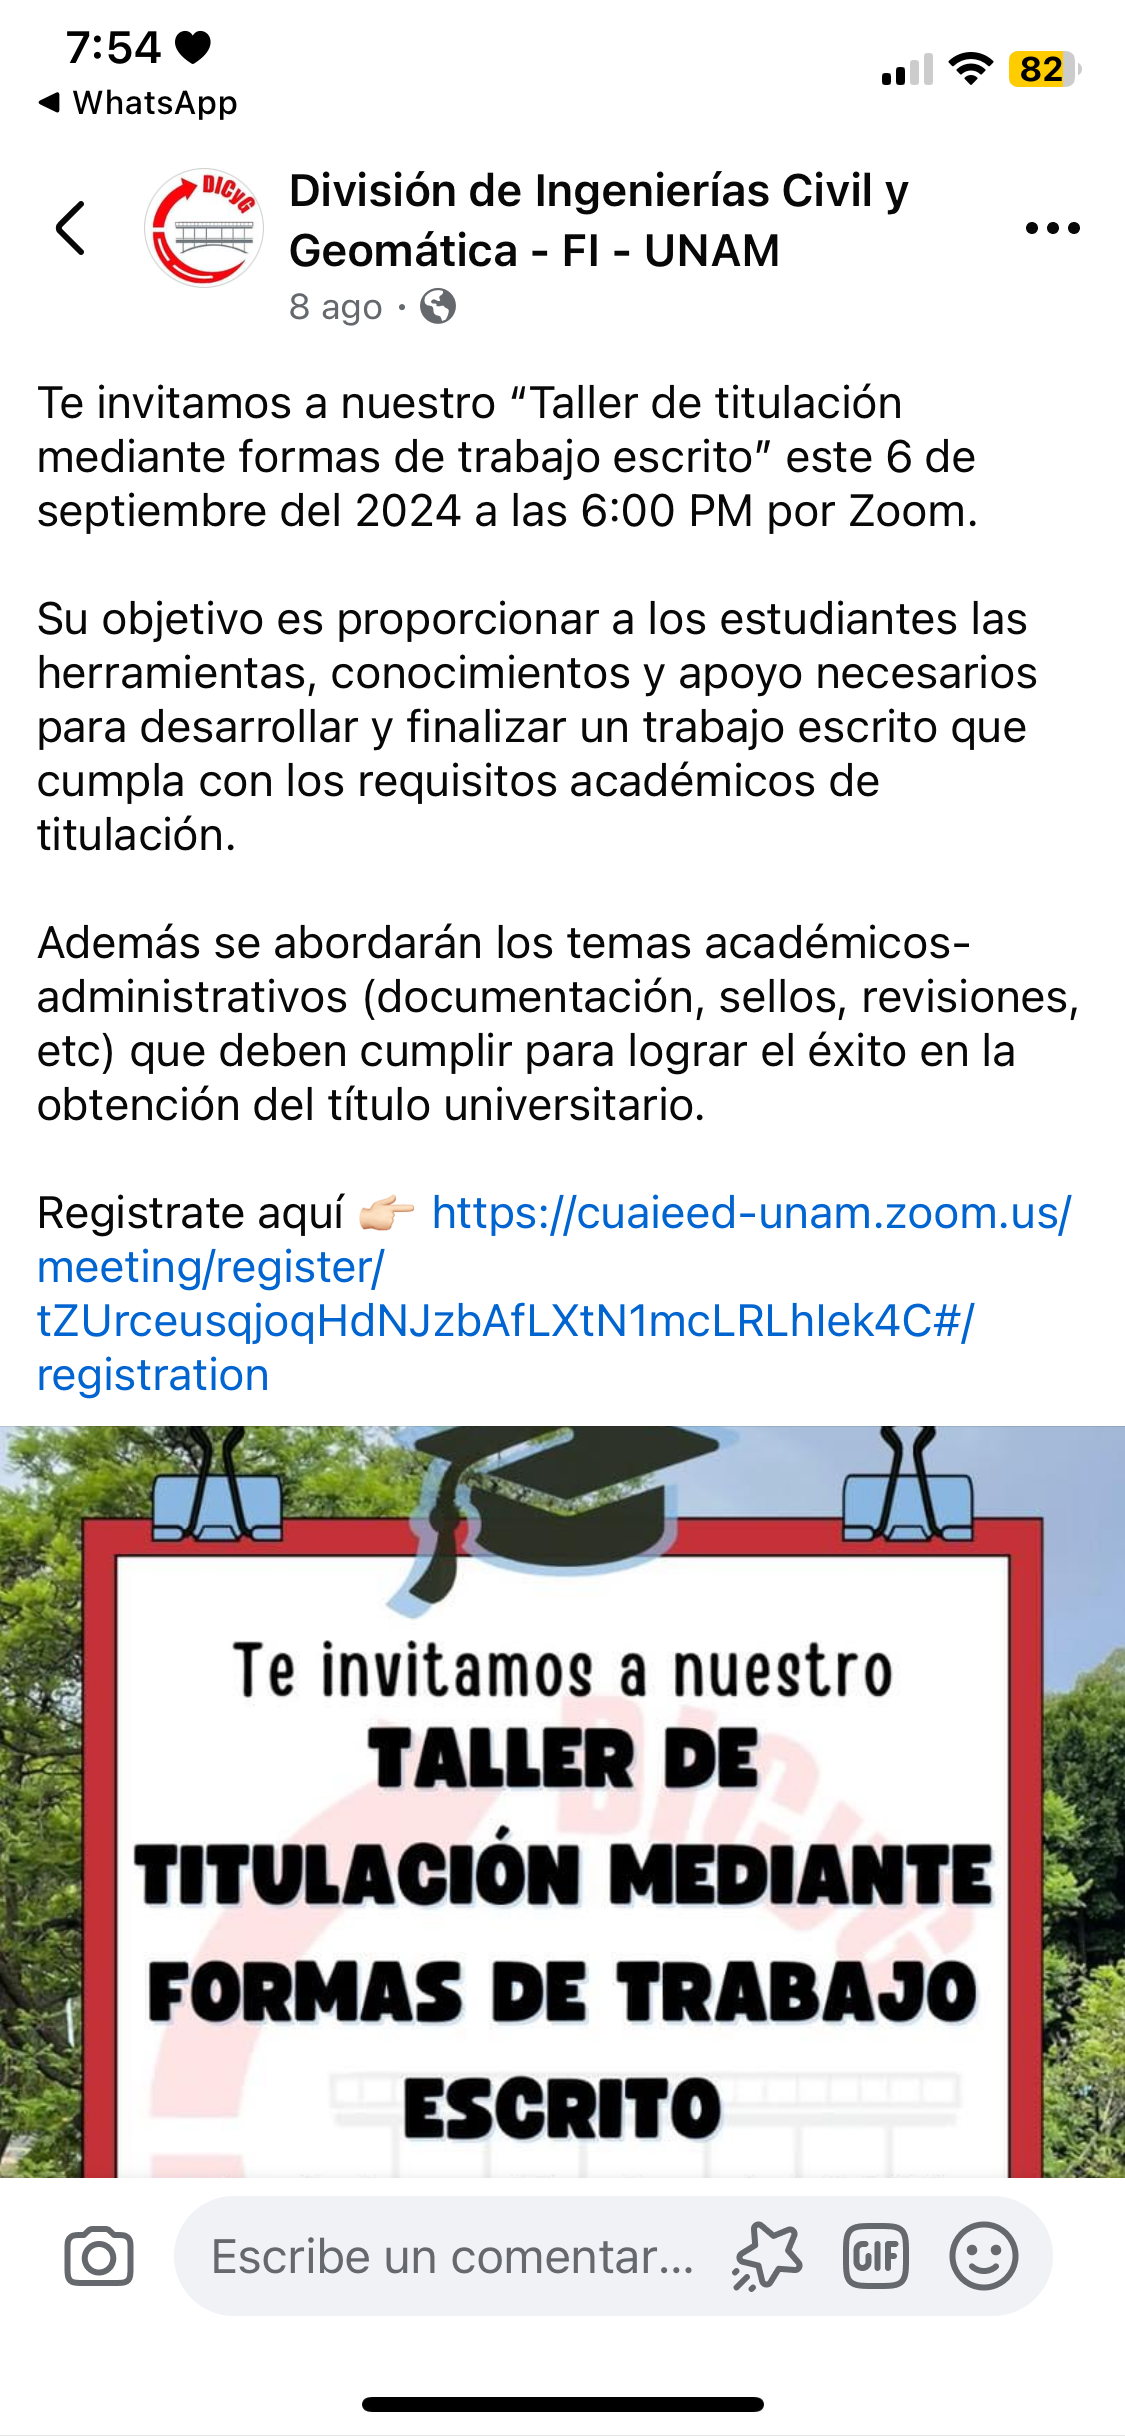 7:54
WhatsApp
82
DICyG
División de Ingenierías Civil y
Geomática - FI - UNAM
8 ago ·
Te invitamos a nuestro “Taller de titulación
mediante formas de trabajo escrito” este 6 de
septiembre del 2024 a las 6:00 PM por Zoom.
Su objetivo es proporcionar a los estudiantes las
herramientas, conocimientos y apoyo necesarios
para desarrollar y finalizar un trabajo escrito que
cumpla con los requisitos académicos de
titulación.
Además se abordarán los temas académicos-
administrativos (documentación, sellos, revisiones,
etc) que deben cumplir para lograr el éxito en la
obtención del título universitario.
Registrate aquí 👉🏻 https://cuaieed-unam.zoom.us/
meeting/register/
tZUrceusqjoqHdNJzbAfLXtN1mcLRLhIek4C#/
registration
Te invitamos a nuestro
TALLER DE
TITULACIÓN MEDIANTE
FORMAS DE TRABAJO
ESCRITO
DICyG
Escribe un comentar...
GIF